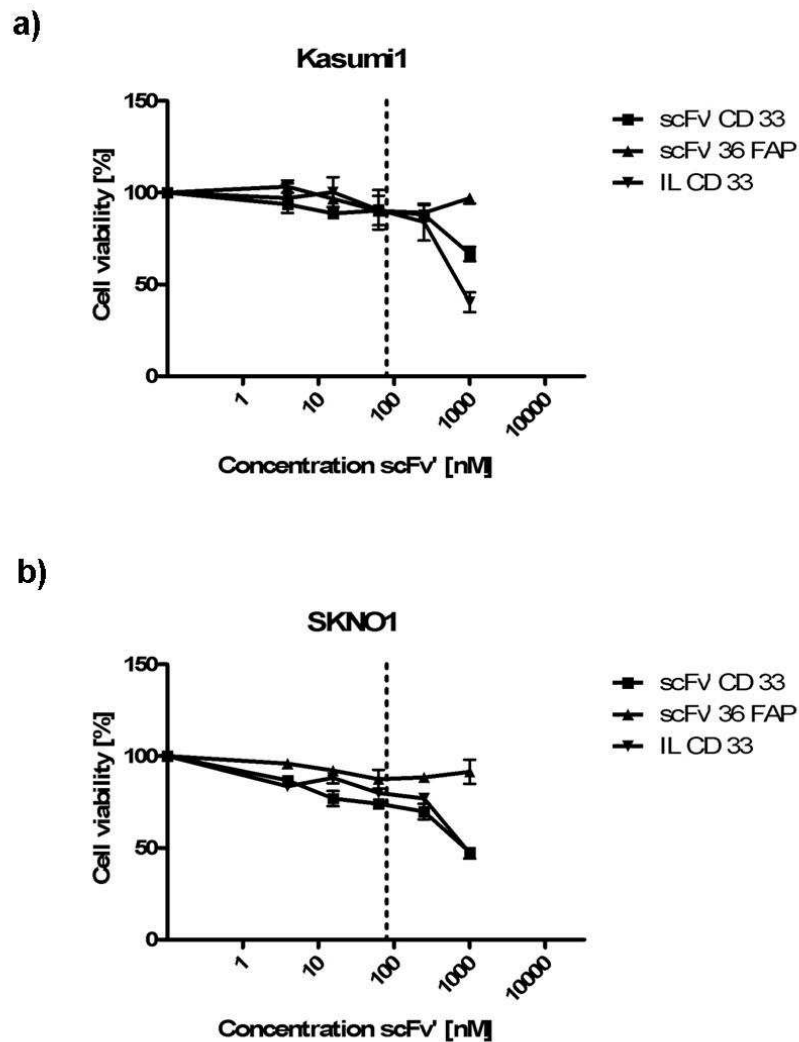 a)
Kasumi1
150
100
50
0
Cell viability [%]
1
10
100
1000
10000
Concentration scFv' [nM]
scFv' CD 33
scFv' 36 FAP
IL CD 33
b)
SKNO1
150
100
50
0
Cell viability [%]
1
10
100
1000
10000
Concentration scFv' [nM]
scFv' CD 33
scFv' 36 FAP
IL CD 33